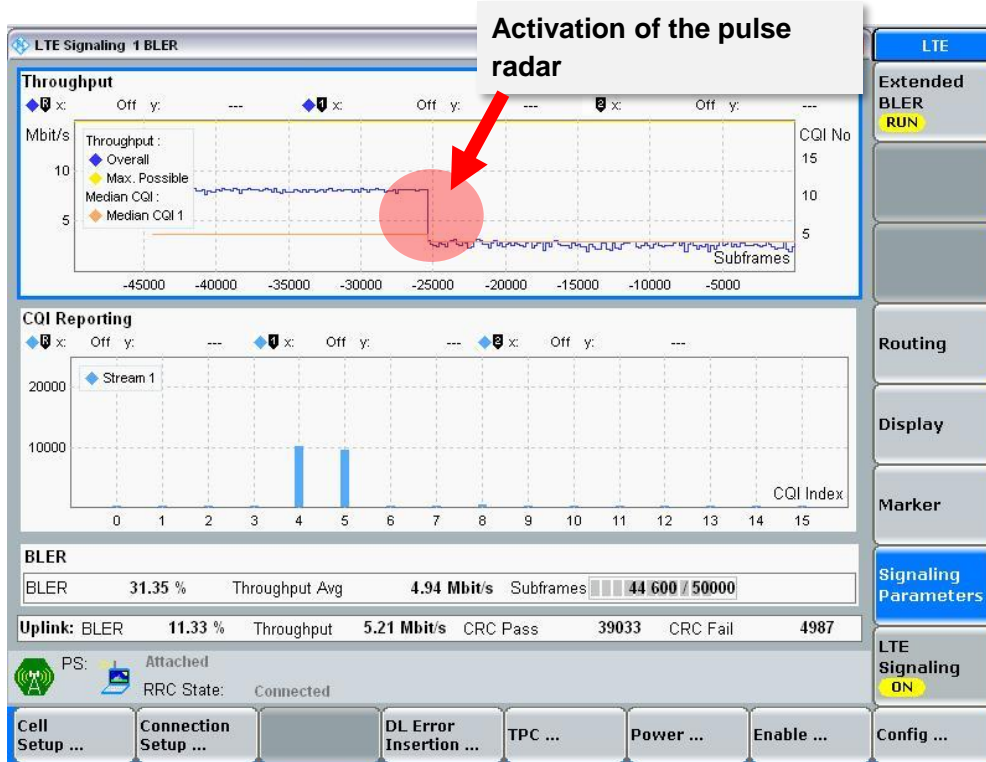 Activation of the pulse
radar
LTE Signaling 1 BLER
LTE
Throughput
R x: Off y: --- 1 x: Off y: --- 2 x: Off y: ---
Mbit/s
CQI No
Throughput :
Overall
Max. Possible
Median CQI :
Median CQI 1
10
5
15
10
5
Subframes
-45000 -40000 -35000 -30000 -25000 -20000 -15000 -10000 -5000
CQI Reporting
R x: Off y: --- 1 x: Off y: --- 2 x: Off y: ---
Stream 1
20000
10000
CQI Index
0 1 2 3 4 5 6 7 8 9 10 11 12 13 14 15
BLER
BLER 31.35 % Throughput Avg 4.94 Mbit/s Subframes 44 600 / 50000
Uplink: BLER 11.33 % Throughput 5.21 Mbit/s CRC Pass 39033 CRC Fail 4987
PS: Attached
RRC State: Connected
Extended
BLER
RUN
Routing
Display
Marker
Signaling
Parameters
LTE
Signaling
ON
Cell
Setup ...
Connection
Setup ...
DL Error
Insertion ...
TPC ...
Power ...
Enable ...
Config ...